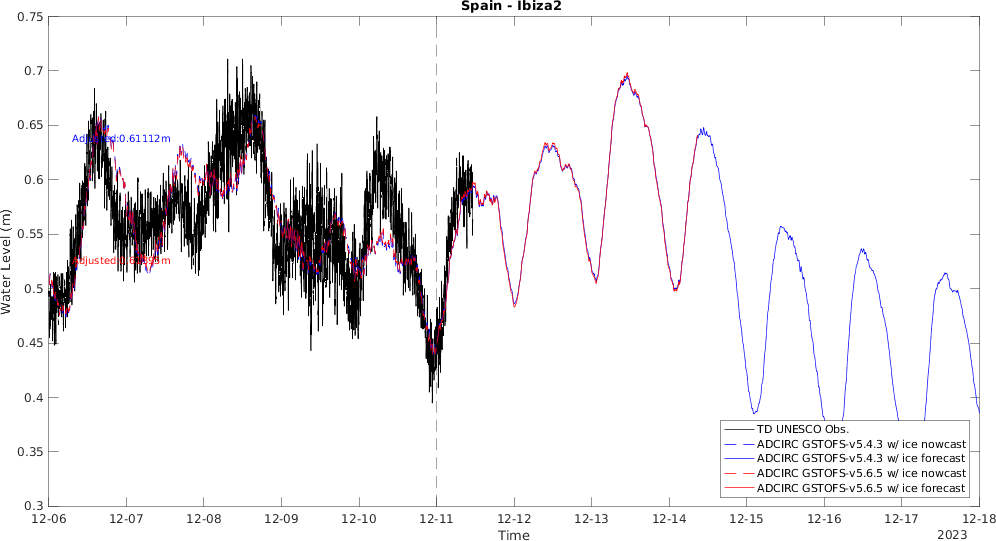 Spain - Ibiza2
0.75
0.7
0.65
0.6
0.55
0.5
0.45
0.4
0.35
0.3
Water Level (m)
Adjusted:0.61112m
TD UNESCO Obs.
ADCIRC GSTOFS-v5.4.3 w/ ice nowcast
ADCIRC GSTOFS-v5.4.3 w/ ice forecast
ADCIRC GSTOFS-v5.6.5 w/ ice nowcast
ADCIRC GSTOFS-v5.6.5 w/ ice forecast
12-06 12-07 12-08 12-09 12-10 12-11 12-12 12-13 12-14 12-15 12-16 12-17 12-18
Time
2023